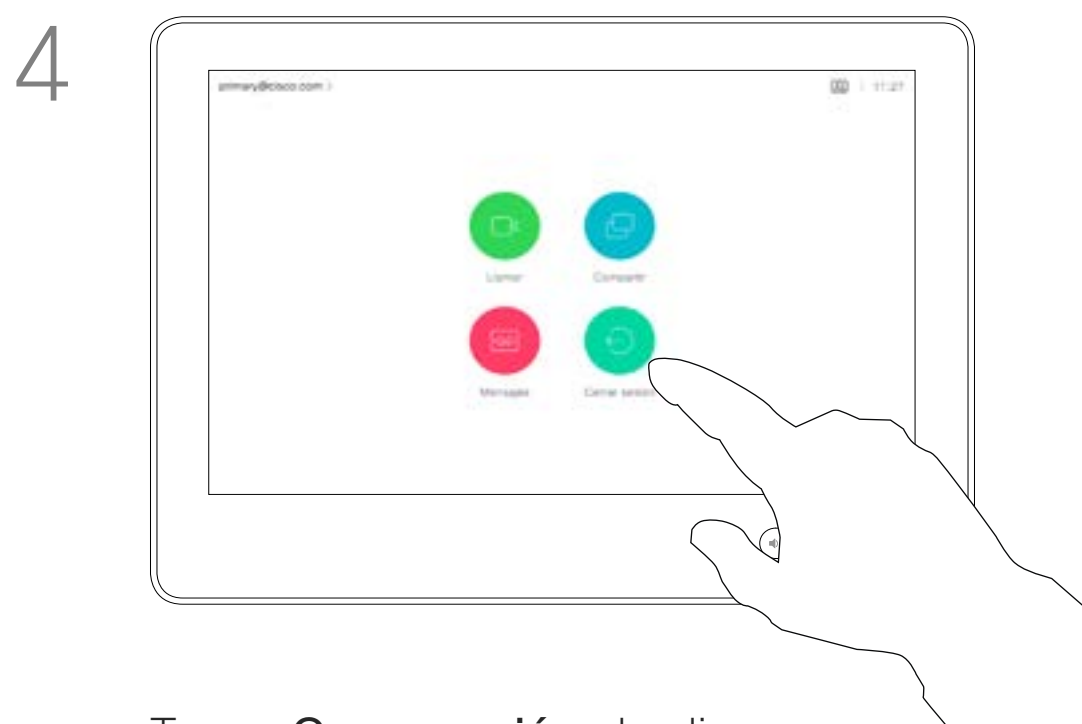 4
primary@cisco.com
11:27
Llamar
Compartir
Mensajes
Cerrar sesión